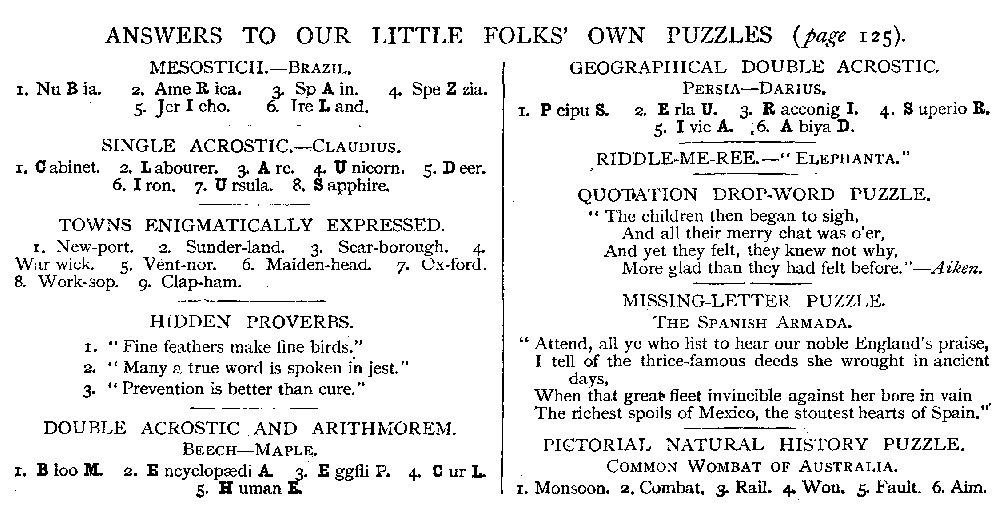 ANSWERS TO OUR LITTLE FOLKS' OWN PUZZLES (page 125).
MESOSTICH.—BRAZIL.
1. Nu B ia. 2. Ame R ica. 3. Sp A in. 4. Spe Z zia.
5. Jer I cho. 6. Ire L and.
SINGLE ACROSTIC.—CLAUDIUS.
1. Cabinet. 2. Labourer. 3. A rc. 4. Unicorn. 5. Deer.
6. Iron. 7. Ursula. 8. Sapphire.
TOWNS ENIGMATICALLY EXPRESSED.
1. New-port. 2. Sunder-land. 3. Scar-borough. 4.
War wick. 5. Vent-nor. 6. Maiden-head. 7. Ox-ford.
8. Work-sop. 9. Clap-ham.
HIDDEN PROVERBS.
1. "Fine feathers make fine birds."
2. "Many a true word is spoken in jest."
3. "Prevention is better than cure."
DOUBLE ACROSTIC AND ARITHMOREM.
BEECH—MAPLE.
1. B loo M. 2. E ncyclopædi A. 3. E ggfli P. 4. C ur L.
5. H uman E.
GEOGRAPHICAL DOUBLE ACROSTIC.
PERSIA—DARIUS.
1. P cipu S. 2. E rla U. 3. R acconig I. 4. S uperio R.
5. I vic A. 6. A biya D.
RIDDLE-ME-REE.—"ELEPHANTA."
QUOTATION DROP-WORD PUZZLE.
"The children then began to sigh,
And all their merry chat was o'er,
And yet they felt, they knew not why,
More glad than they had felt before."—Aiken.
MISSING-LETTER PUZZLE.
THE SPANISH ARMADA.
"Attend, all ye who list to hear our noble England's praise,
I tell of the thrice-famous deeds she wrought in ancient
days,
When that great fleet invincible against her bore in vain
The richest spoils of Mexico, the stoutest hearts of Spain."
PICTORIAL NATURAL HISTORY PUZZLE.
COMMON WOMBAT OF AUSTRALIA.
1. Monsoon. 2. Combat. 3. Rail. 4. Wou. 5. Fault. 6. Aim.